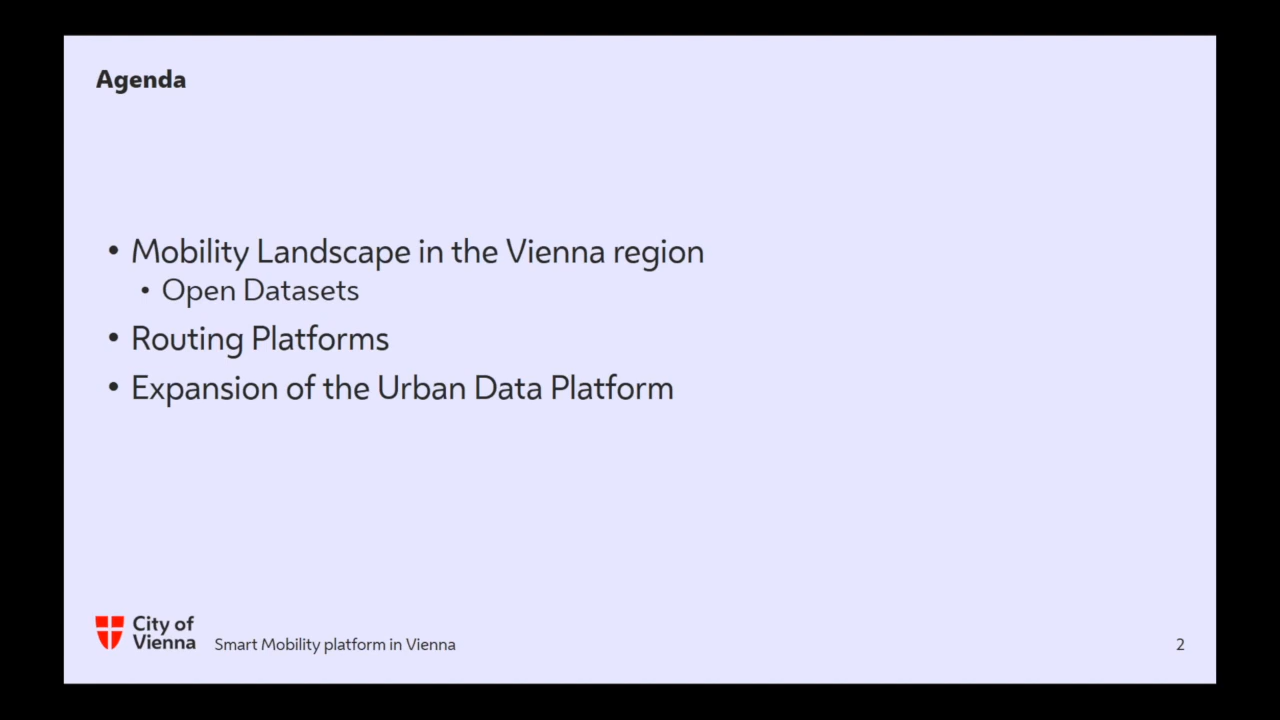 Agenda
• Mobility Landscape in the Vienna region
• Open Datasets
• Routing Platforms
• Expansion of the Urban Data Platform
City of
Vienna
Smart Mobility platform in Vienna
2